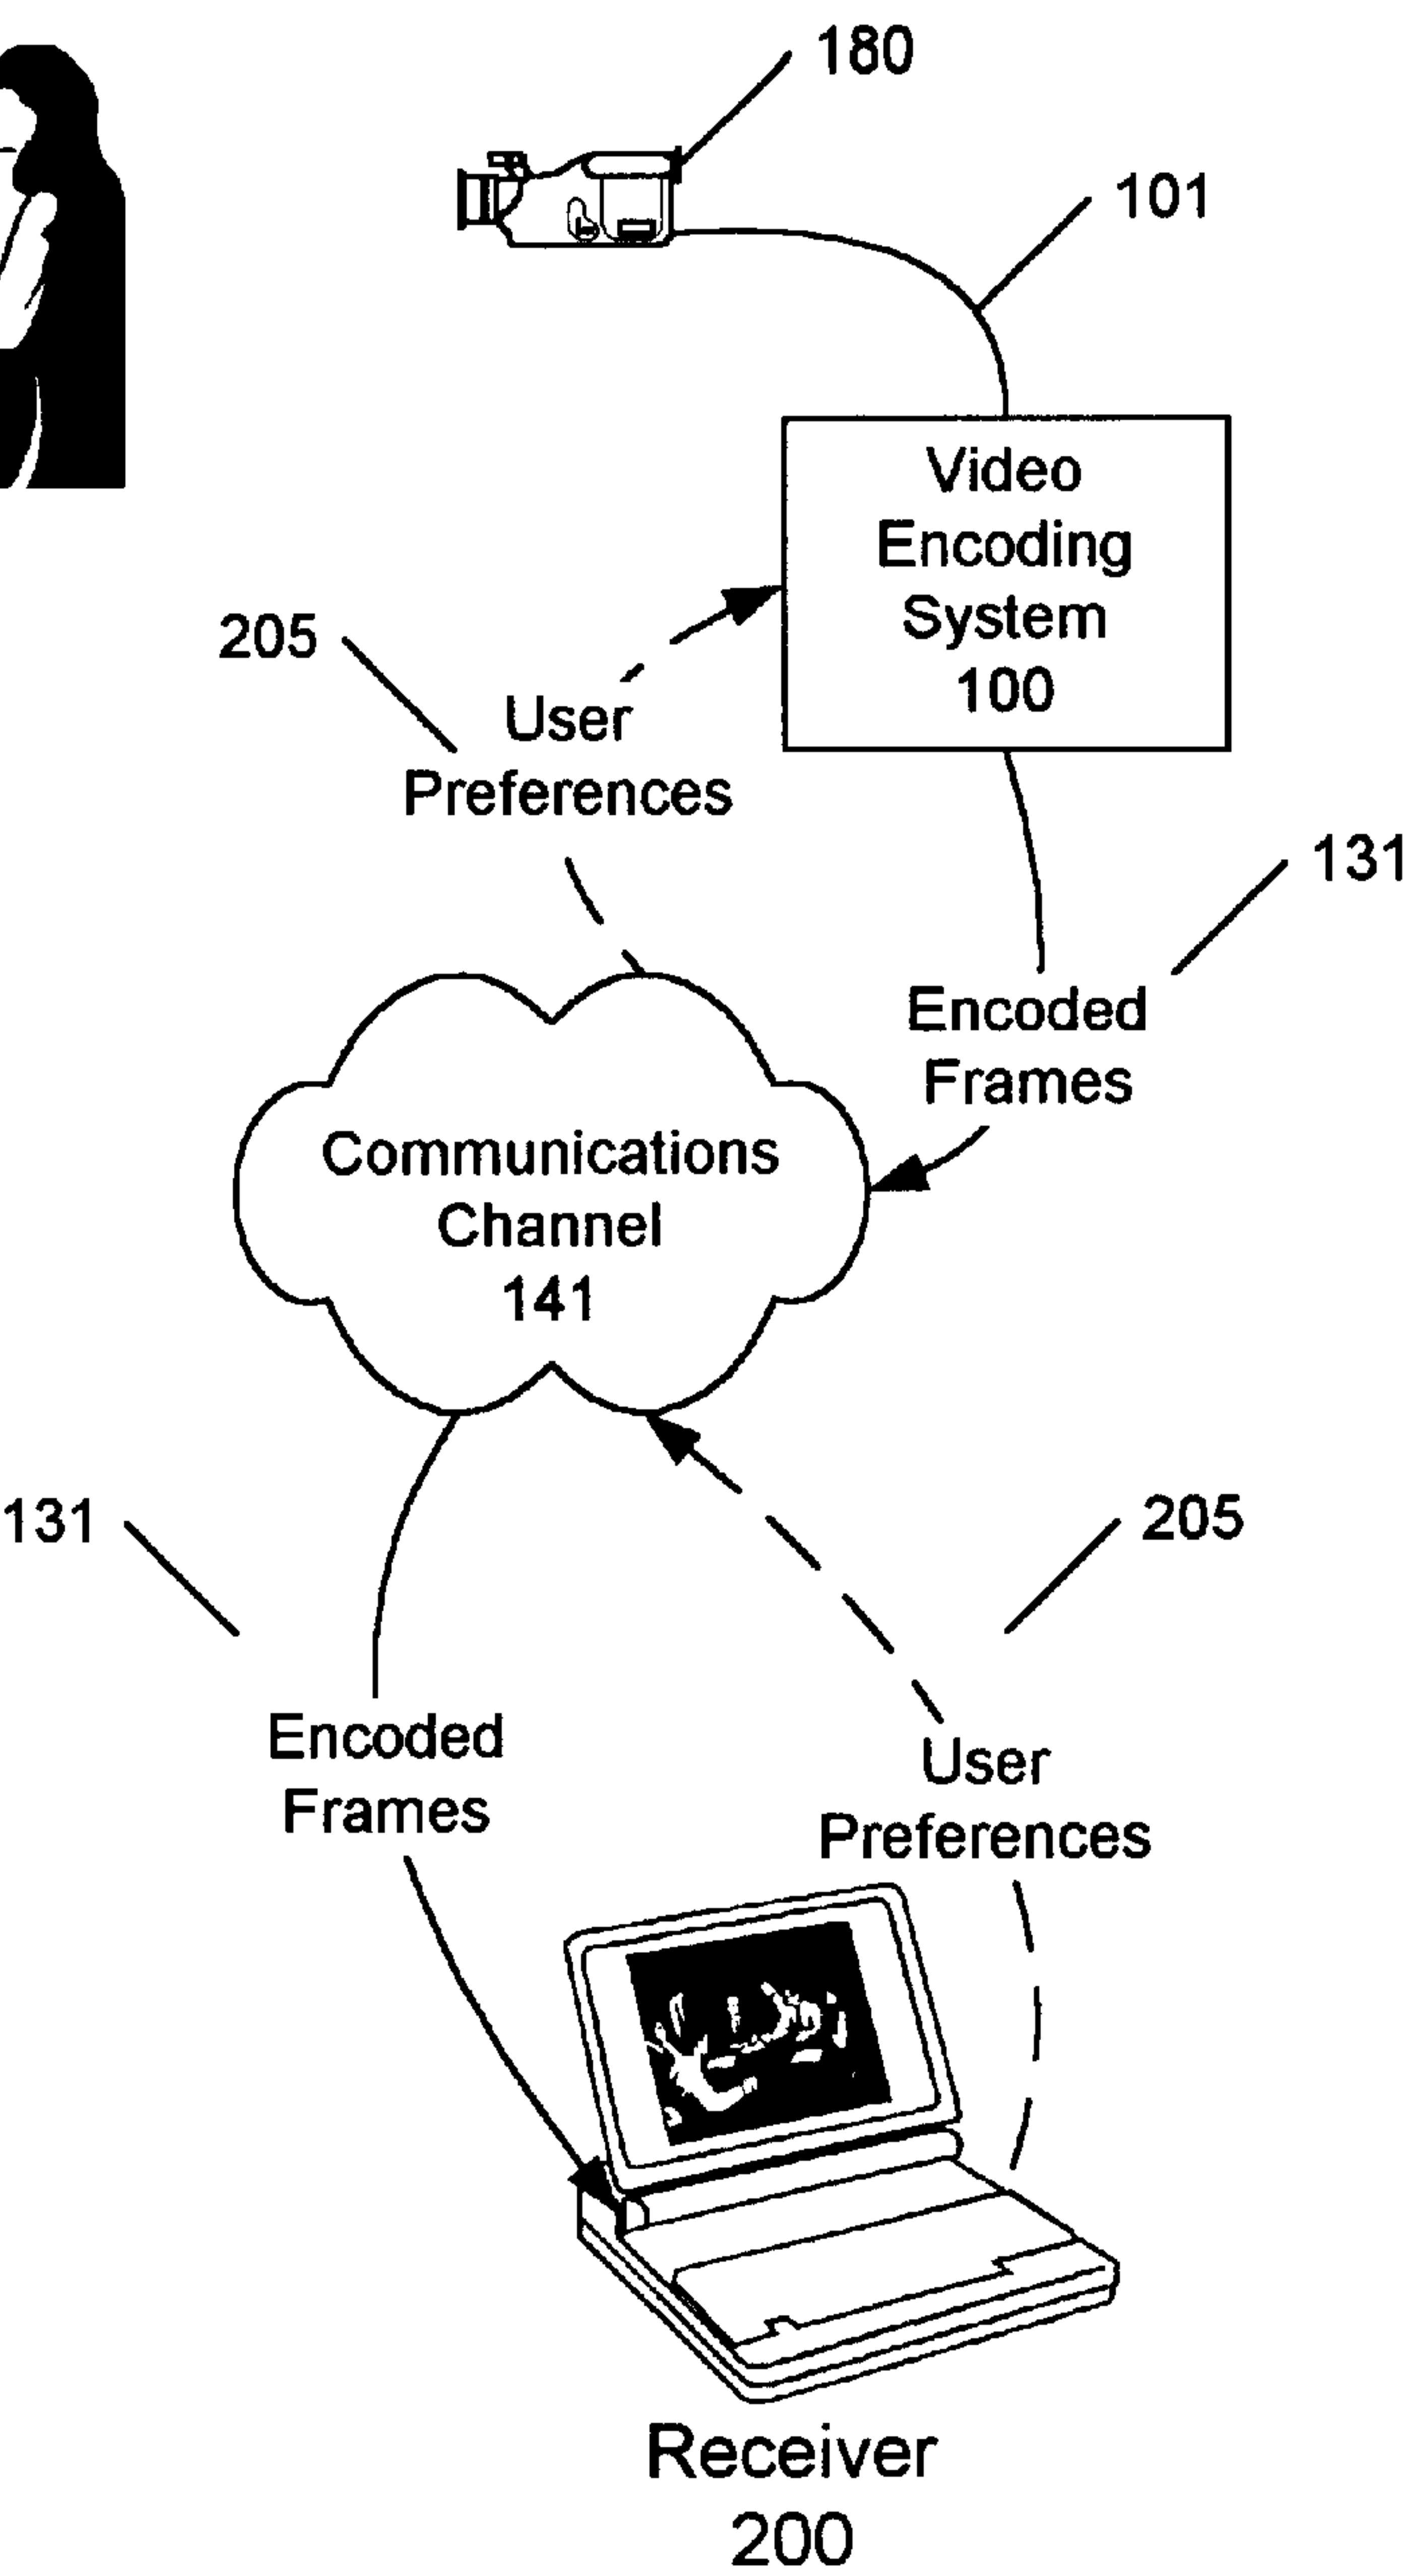 180
101
Video
Encoding
System
100
205
User
Preferences
131
Encoded
Frames
Communications
Channel
141
131
205
Encoded
Frames
User
Preferences
Receiver
200